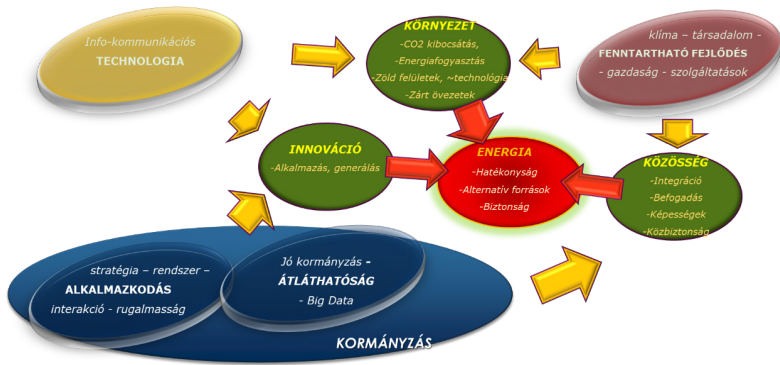 Info-kommunikációs
TECHNOLOGIA
KÖRNYEZET
-CO2 kibocsátás,
-Energiafogyasztás
-Zöld felületek, ~technológia
-Zárt övezetek
klíma – társadalom -
FENNTARTHATÓ FEJLŐDÉS
- gazdaság - szolgáltatások
INNOVÁCIÓ
-Alkalmazás, generálás
ENERGIA
-Hatékonyság
-Alternatív források
-Biztonság
KÖZÖSSÉG
-Integráció
-Befogadás
-Képességek
-Közbiztonság
stratégia – rendszer –
ALKALMAZKODÁS
interakció - rugalmasság
Jó kormányzás -
ÁTLÁTHATÓSÁG
- Big Data
KORMÁNYZÁS